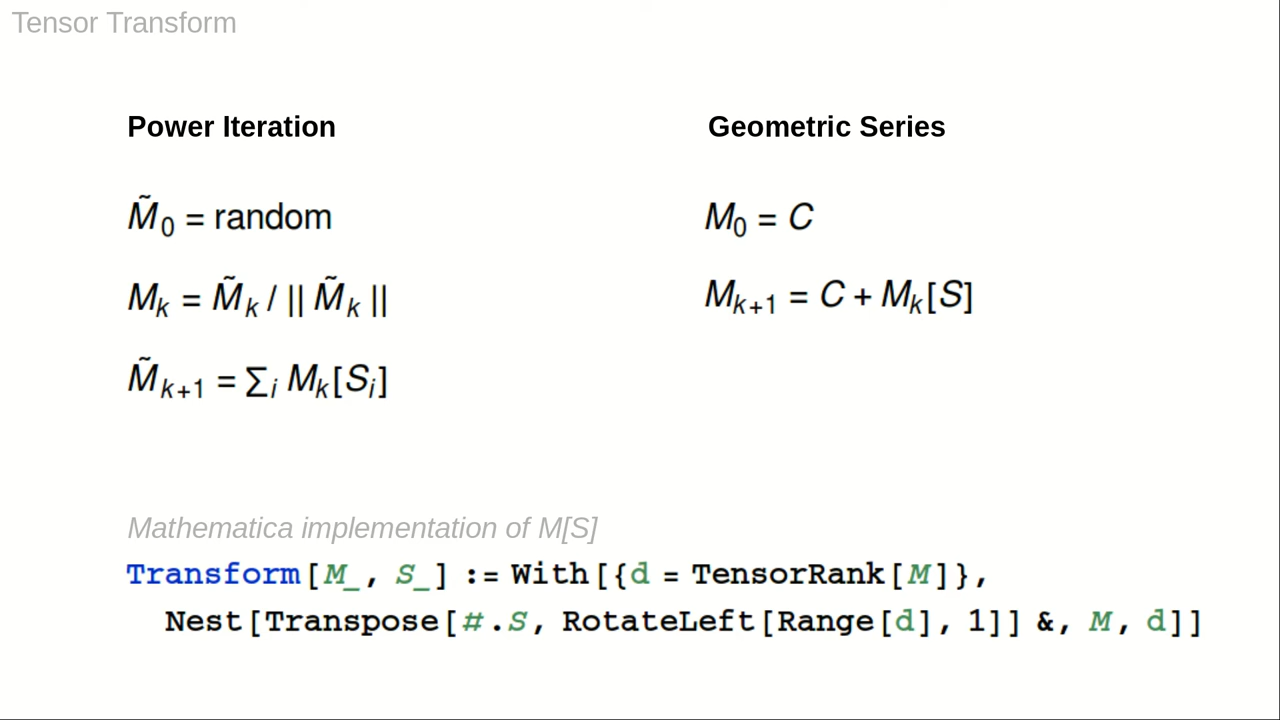 Tensor Transform
Power Iteration
M̃₀ = random
Mₖ = M̃ₖ / || M̃ₖ ||
M̃ₖ₊₁ = ∑ᵢ Mₖ[Sᵢ]
Geometric Series
M₀ = C
Mₖ₊₁ = C + Mₖ[S]
Mathematica implementation of M[S]
Transform[M_, S_] := With[{d = TensorRank[M]},
Nest[Transpose[#.S, RotateLeft[Range[d], 1]] &, M, d]]